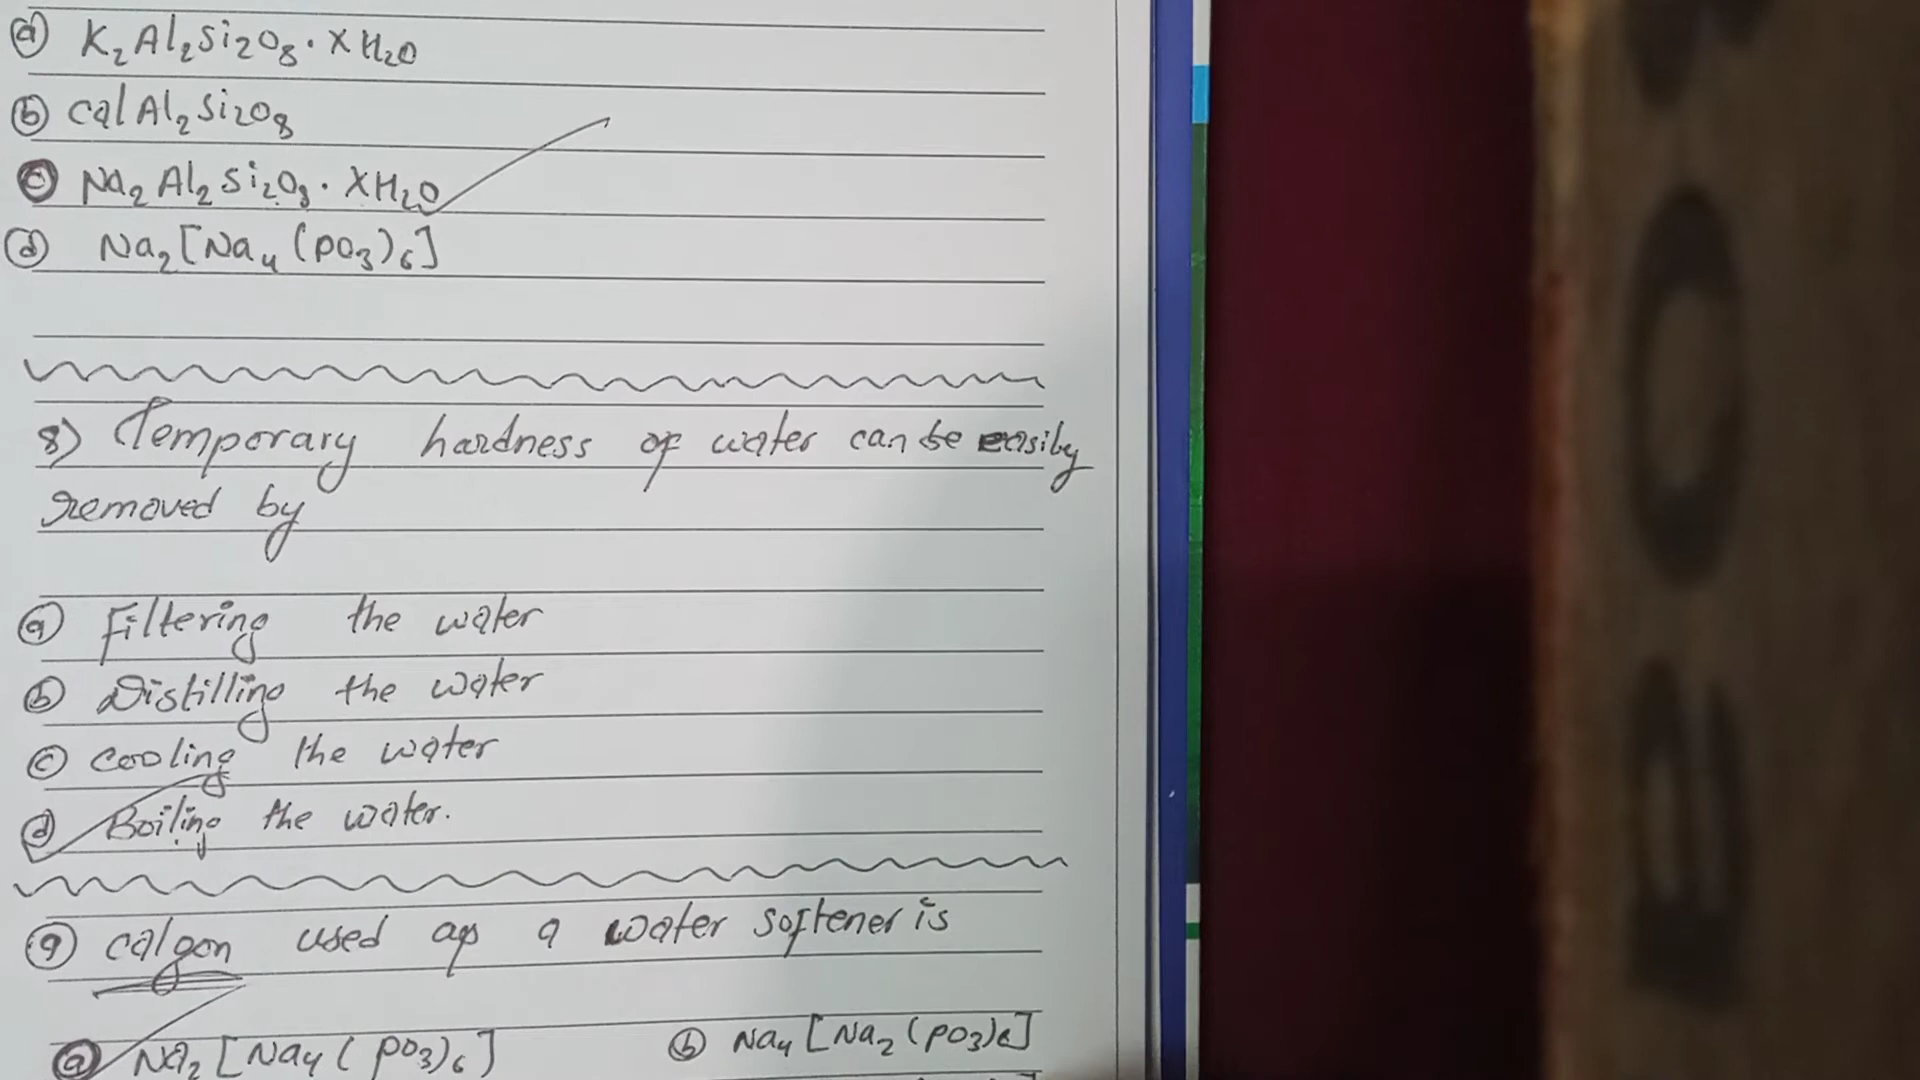 a) K₂Al₂Si₂O₈·XH₂O
b) CalAl₂Si₂O₈
c) Na₂Al₂Si₂O₈·XH₂O
d) Na₂[Na₄(PO₃)₆]
8) Temporary hardness of water can be easily
removed by
a) Filtering the water
b) Distilling the water
c) cooling the water
d) Boiling the water.
9) calgon used as a water softener is
a) Na₂[Na₄(PO₃)₆] b) Na₄[Na₂(PO₃)₆]